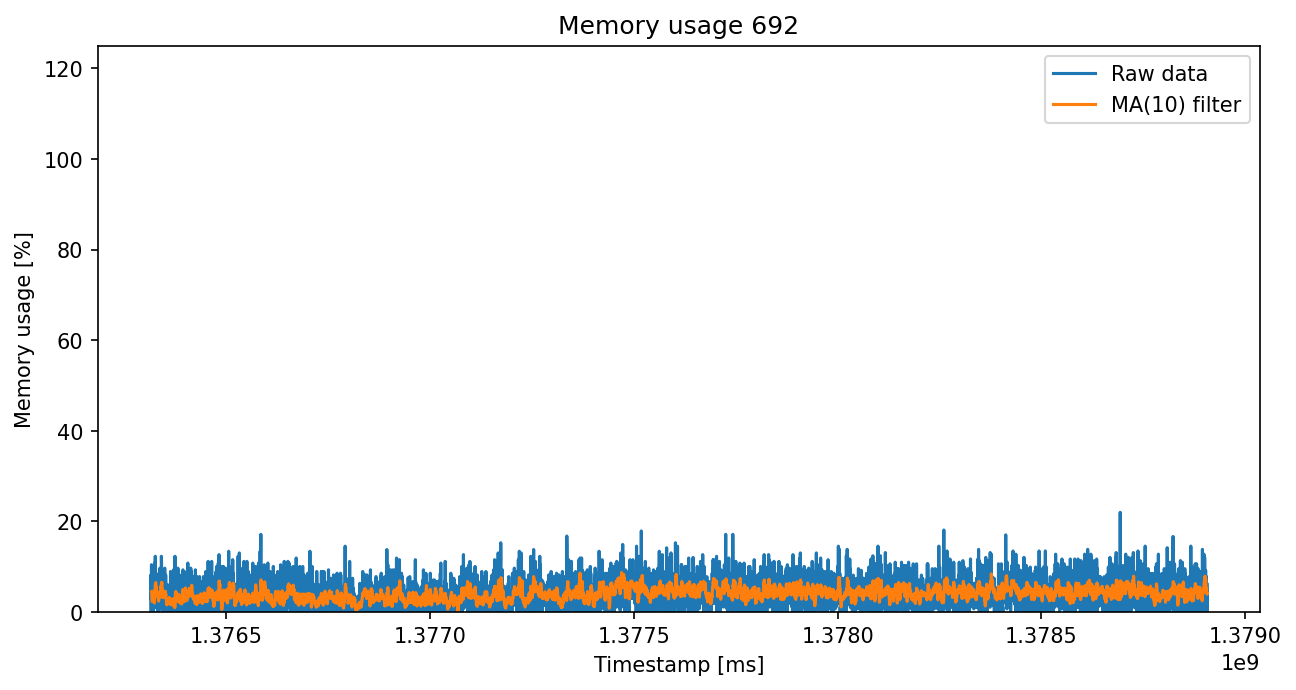 Memory usage 692
Raw data
MA(10) filter
Memory usage [%]
120
100
80
60
40
20
0
1.3765 1.3770 1.3775 1.3780 1.3785 1.3790
1e9
Timestamp [ms]